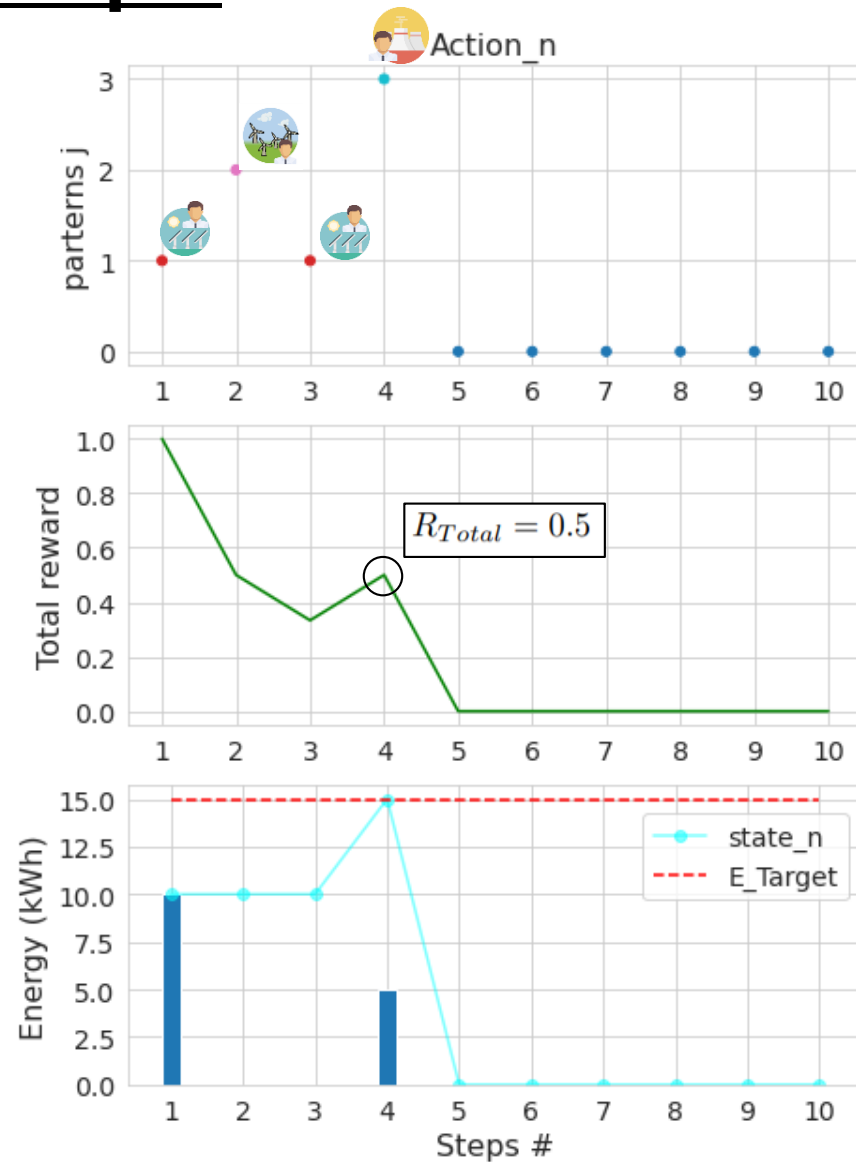 Action_n
3
2
1
0
parterns j
1 2 3 4 5 6 7 8 9 10
1.0
0.8
0.6
0.4
0.2
0.0
Total reward
R_{Total} = 0.5
1 2 3 4 5 6 7 8 9 10
15.0
12.5
10.0
7.5
5.0
2.5
0.0
Energy (kWh)
state_n
E_Target
1 2 3 4 5 6 7 8 9 10
Steps #